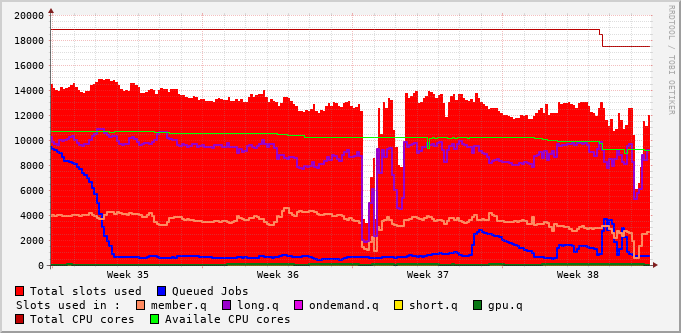 20000
18000
16000
14000
12000
10000
8000
6000
4000
2000
0
Week 35 Week 36 Week 37 Week 38
RRDTOOL / TOBI OETIKER
Total slots used Queued Jobs
Slots used in : member.q long.q ondemand.q short.q gpu.q
Total CPU cores Availale CPU cores